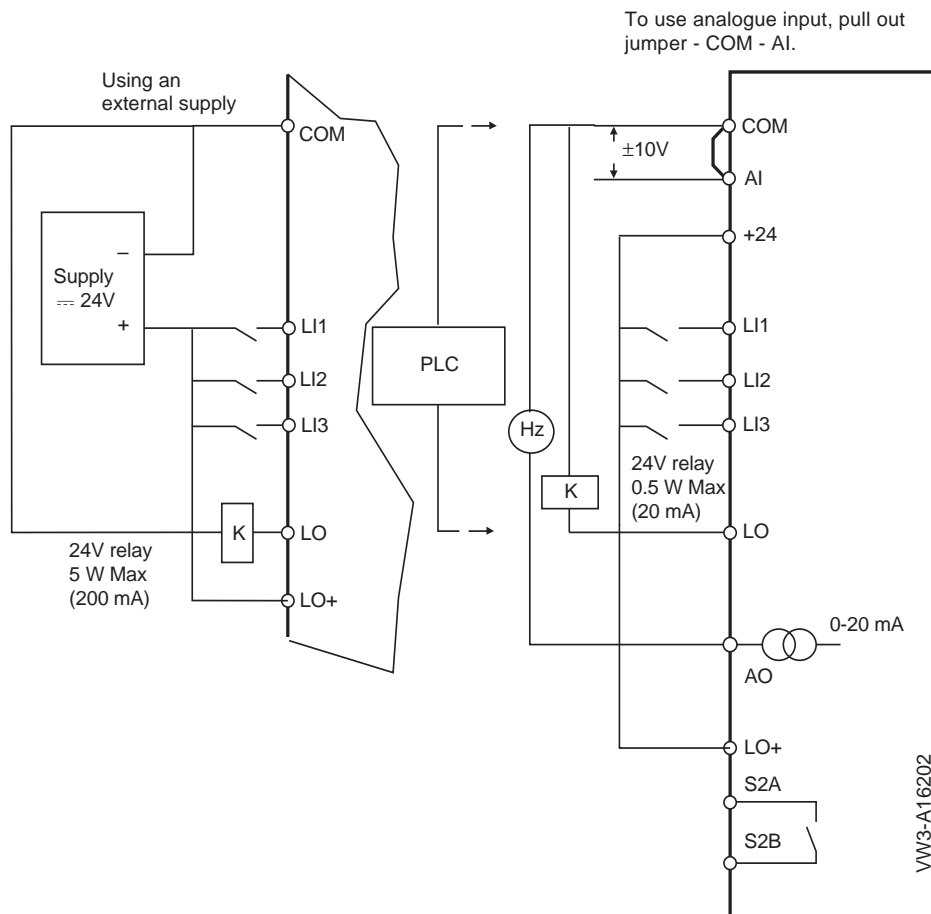 To use analogue input, pull out
jumper - COM - AI.
Using an
external supply
COM
−
Supply
⎓ 24V
+
LI1
LI2
LI3
K
LO
24V relay
5 W Max
(200 mA)
LO+
PLC
COM
±10V
AI
+24
LI1
LI2
LI3
Hz
24V relay
0.5 W Max
(20 mA)
K
LO
0-20 mA
AO
LO+
S2A
S2B
VW3-A16202